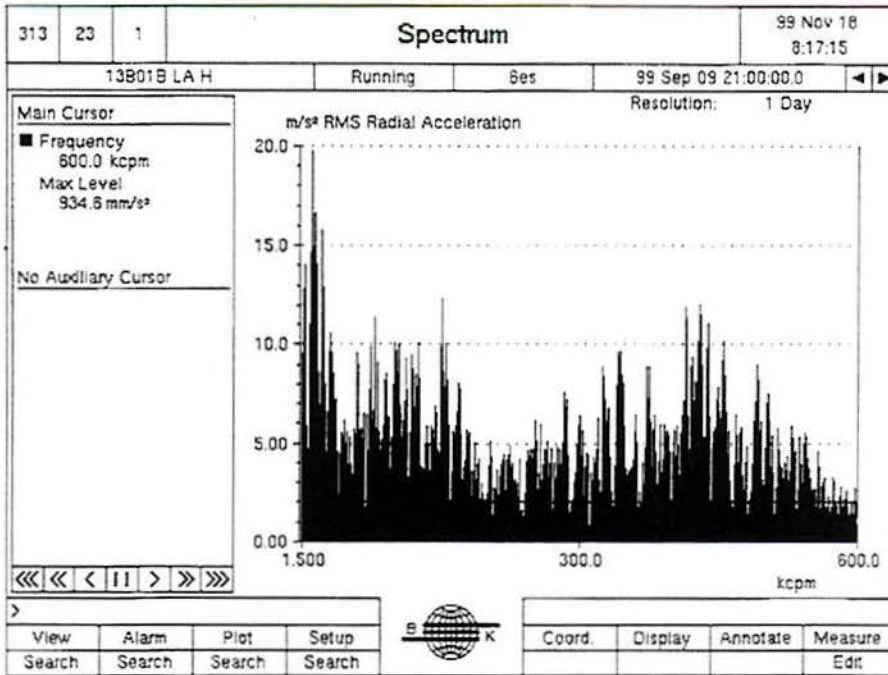 313 23 1 Spectrum 99 Nov 18
8:17:15
13B01B LA H Running 6es 99 Sep 09 21:00:00.0
Resolution: 1 Day
Main Cursor
Frequency
600.0 kcpm
Max Level
934.6 mm/s²
No Auxiliary Cursor
m/s² RMS Radial Acceleration
20.0
15.0
10.0
5.00
0.00
1.500 300.0 600.0
kcpm
<<< << < II > >> >>>
>
View Alarm Plot Setup B K Coord. Display Annotate Measure
Search Search Search Search Edit